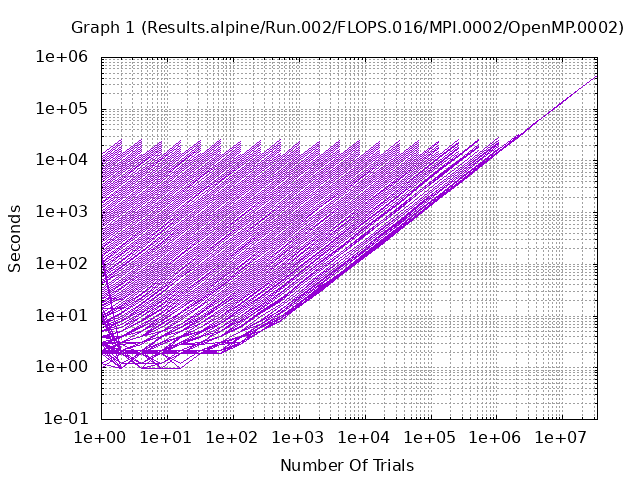 Graph 1 (Results.alpine/Run.002/FLOPS.016/MPI.0002/OpenMP.0002)
1e+06
1e+05
1e+04
1e+03
1e+02
1e+01
1e+00
1e-01
Seconds
1e+00 1e+01 1e+02 1e+03 1e+04 1e+05 1e+06 1e+07
Number Of Trials